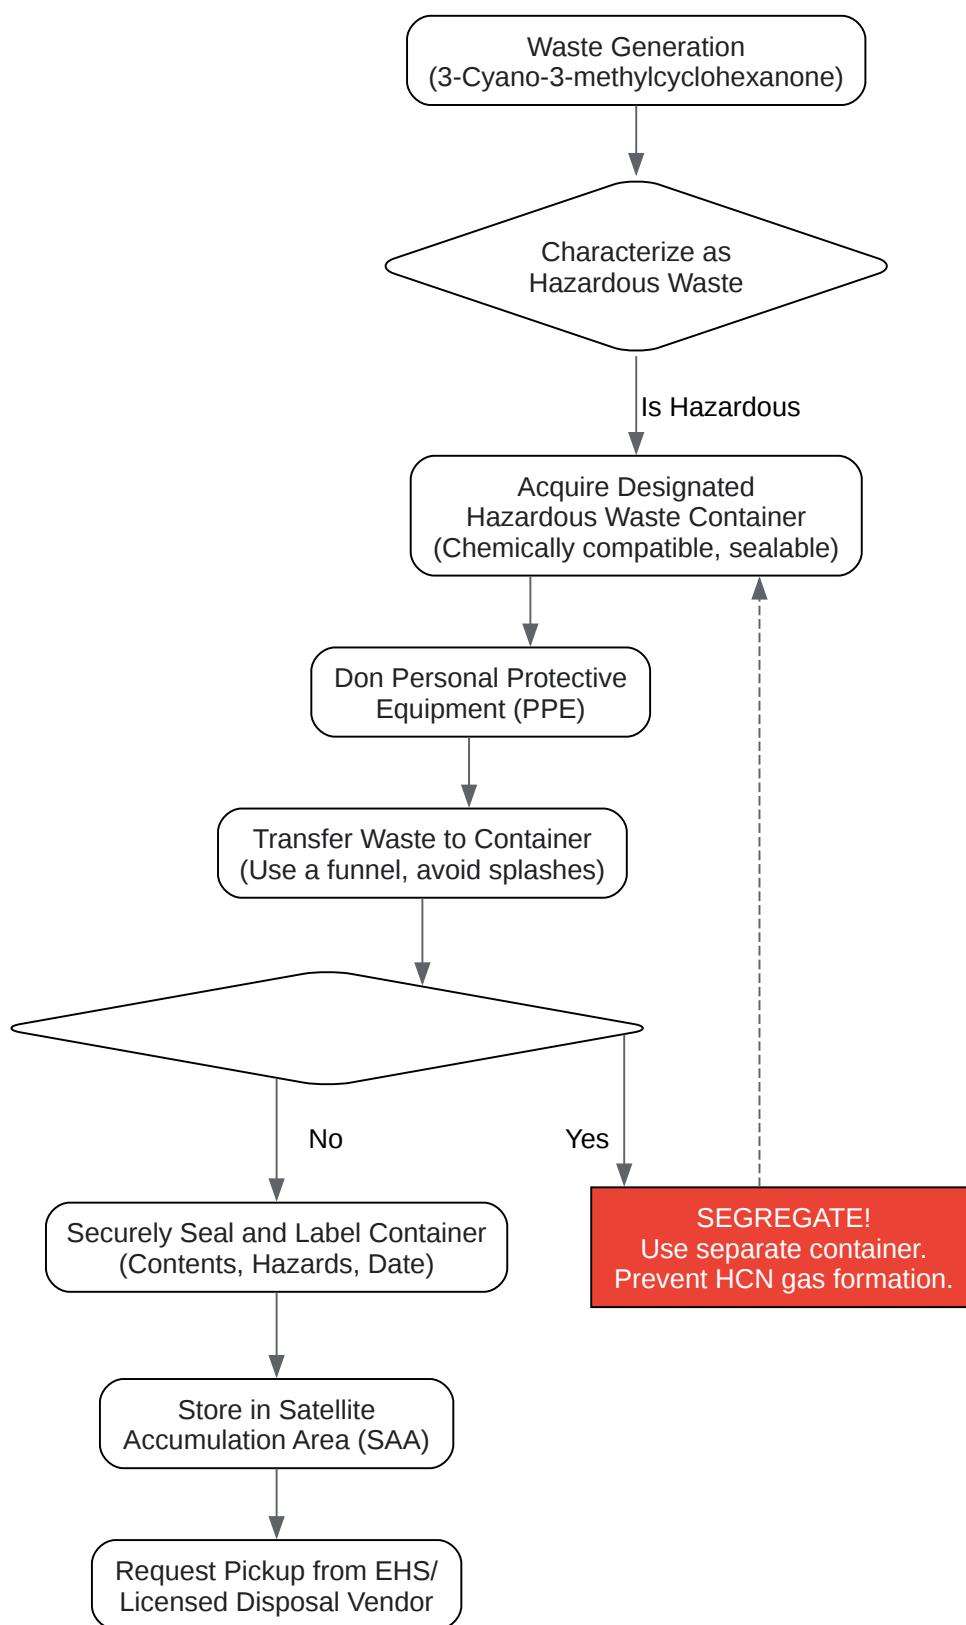 Waste Generation
(3-Cyano-3-methylcyclohexanone)
Characterize as
Hazardous Waste
Is Hazardous
Acquire Designated
Hazardous Waste Container
(Chemically compatible, sealable)
Don Personal Protective
Equipment (PPE)
Transfer Waste to Container
(Use a funnel, avoid splashes)
No
Yes
Securely Seal and Label Container
(Contents, Hazards, Date)
SEGREGATE!
Use separate container.
Prevent HCN gas formation.
Store in Satellite
Accumulation Area (SAA)
Request Pickup from EHS/
Licensed Disposal Vendor